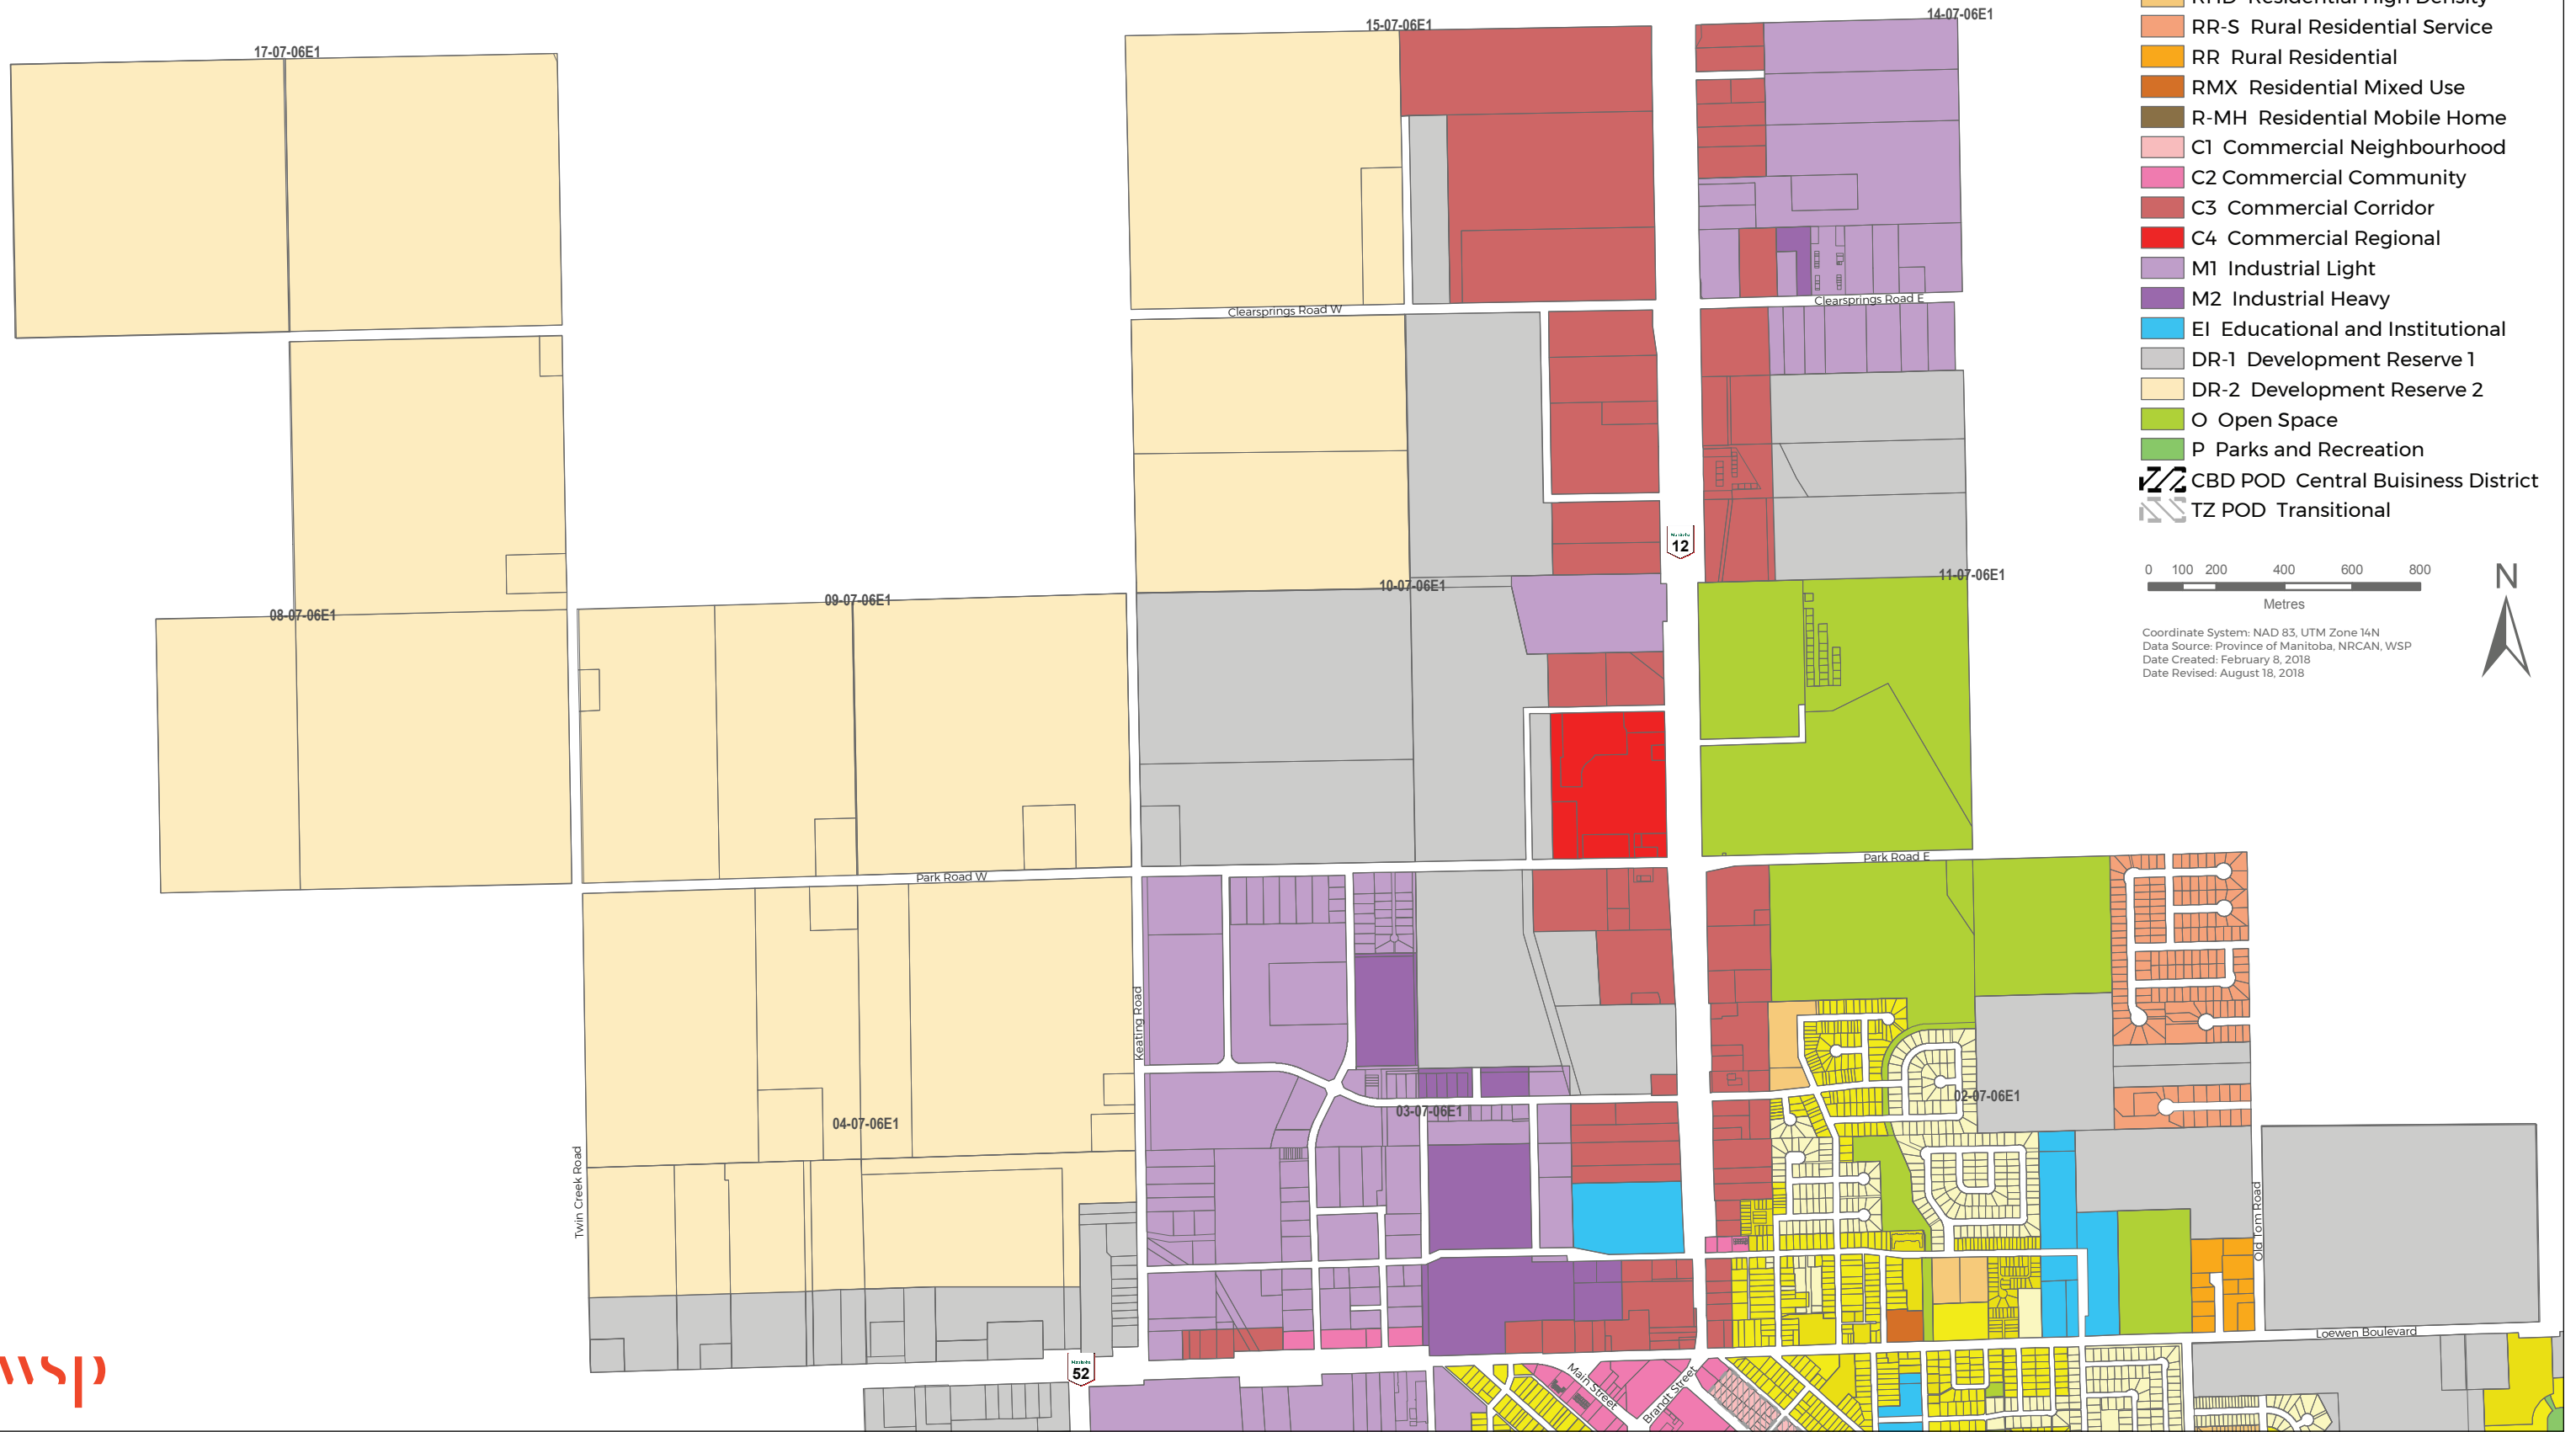 RHD Residential High Density
RR-S Rural Residential Service
RR Rural Residential
RMX Residential Mixed Use
R-MH Residential Mobile Home
C1 Commercial Neighbourhood
C2 Commercial Community
C3 Commercial Corridor
C4 Commercial Regional
M1 Industrial Light
M2 Industrial Heavy
EI Educational and Institutional
DR-1 Development Reserve 1
DR-2 Development Reserve 2
O Open Space
P Parks and Recreation
CBD POD Central Buisiness District
TZ POD Transitional
0 100 200 400 600 800
Metres
N
Coordinate System: NAD 83, UTM Zone 14N
Data Source: Province of Manitoba, NRCAN, WSP
Date Created: February 8, 2018
Date Revised: August 18, 2018
17-07-06E1
15-07-06E1
14-07-06E1
Clearsprings Road W
Clearsprings Road E
Manitoba
12
10-07-06E1
11-07-06E1
09-07-06E1
08-07-06E1
Park Road W
Park Road E
Keating Road
03-07-06E1
02-07-06E1
04-07-06E1
Twin Creek Road
Old Tom Road
Loewen Boulevard
Manitoba
52
Main Street
Brandt Street
wsp